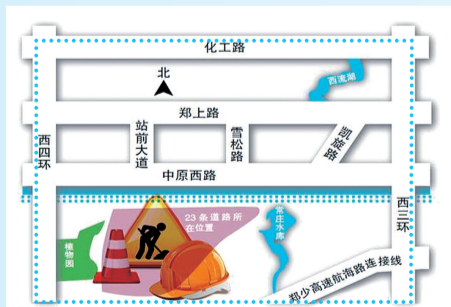 化工路
北
西流湖
郑上路
西四环
站前大道
雪松路
凯旋路
中原西路
西三环
23条道路所
在位置
常庄水库
植物园
郑少高速航海路连接线